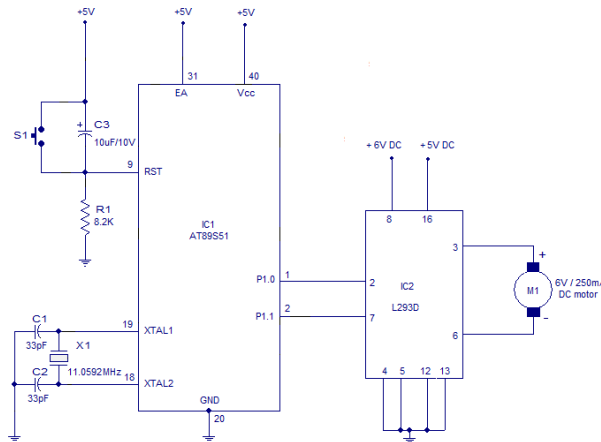 +5V
+5V
+5V
31
40
EA
Vcc
S1
+
C3
10uF/10V
9
RST
R1
8.2K
IC1
AT89S51
+ 6V DC
+ 5V DC
8
16
P1.0
1
2
P1.1
2
7
IC2
L293D
3
6
+
M1
-
6V / 250m
DC motor
4
5
12
13
C1
33pF
19
XTAL1
X1
11.0592MHz
C2
33pF
18
XTAL2
GND
20